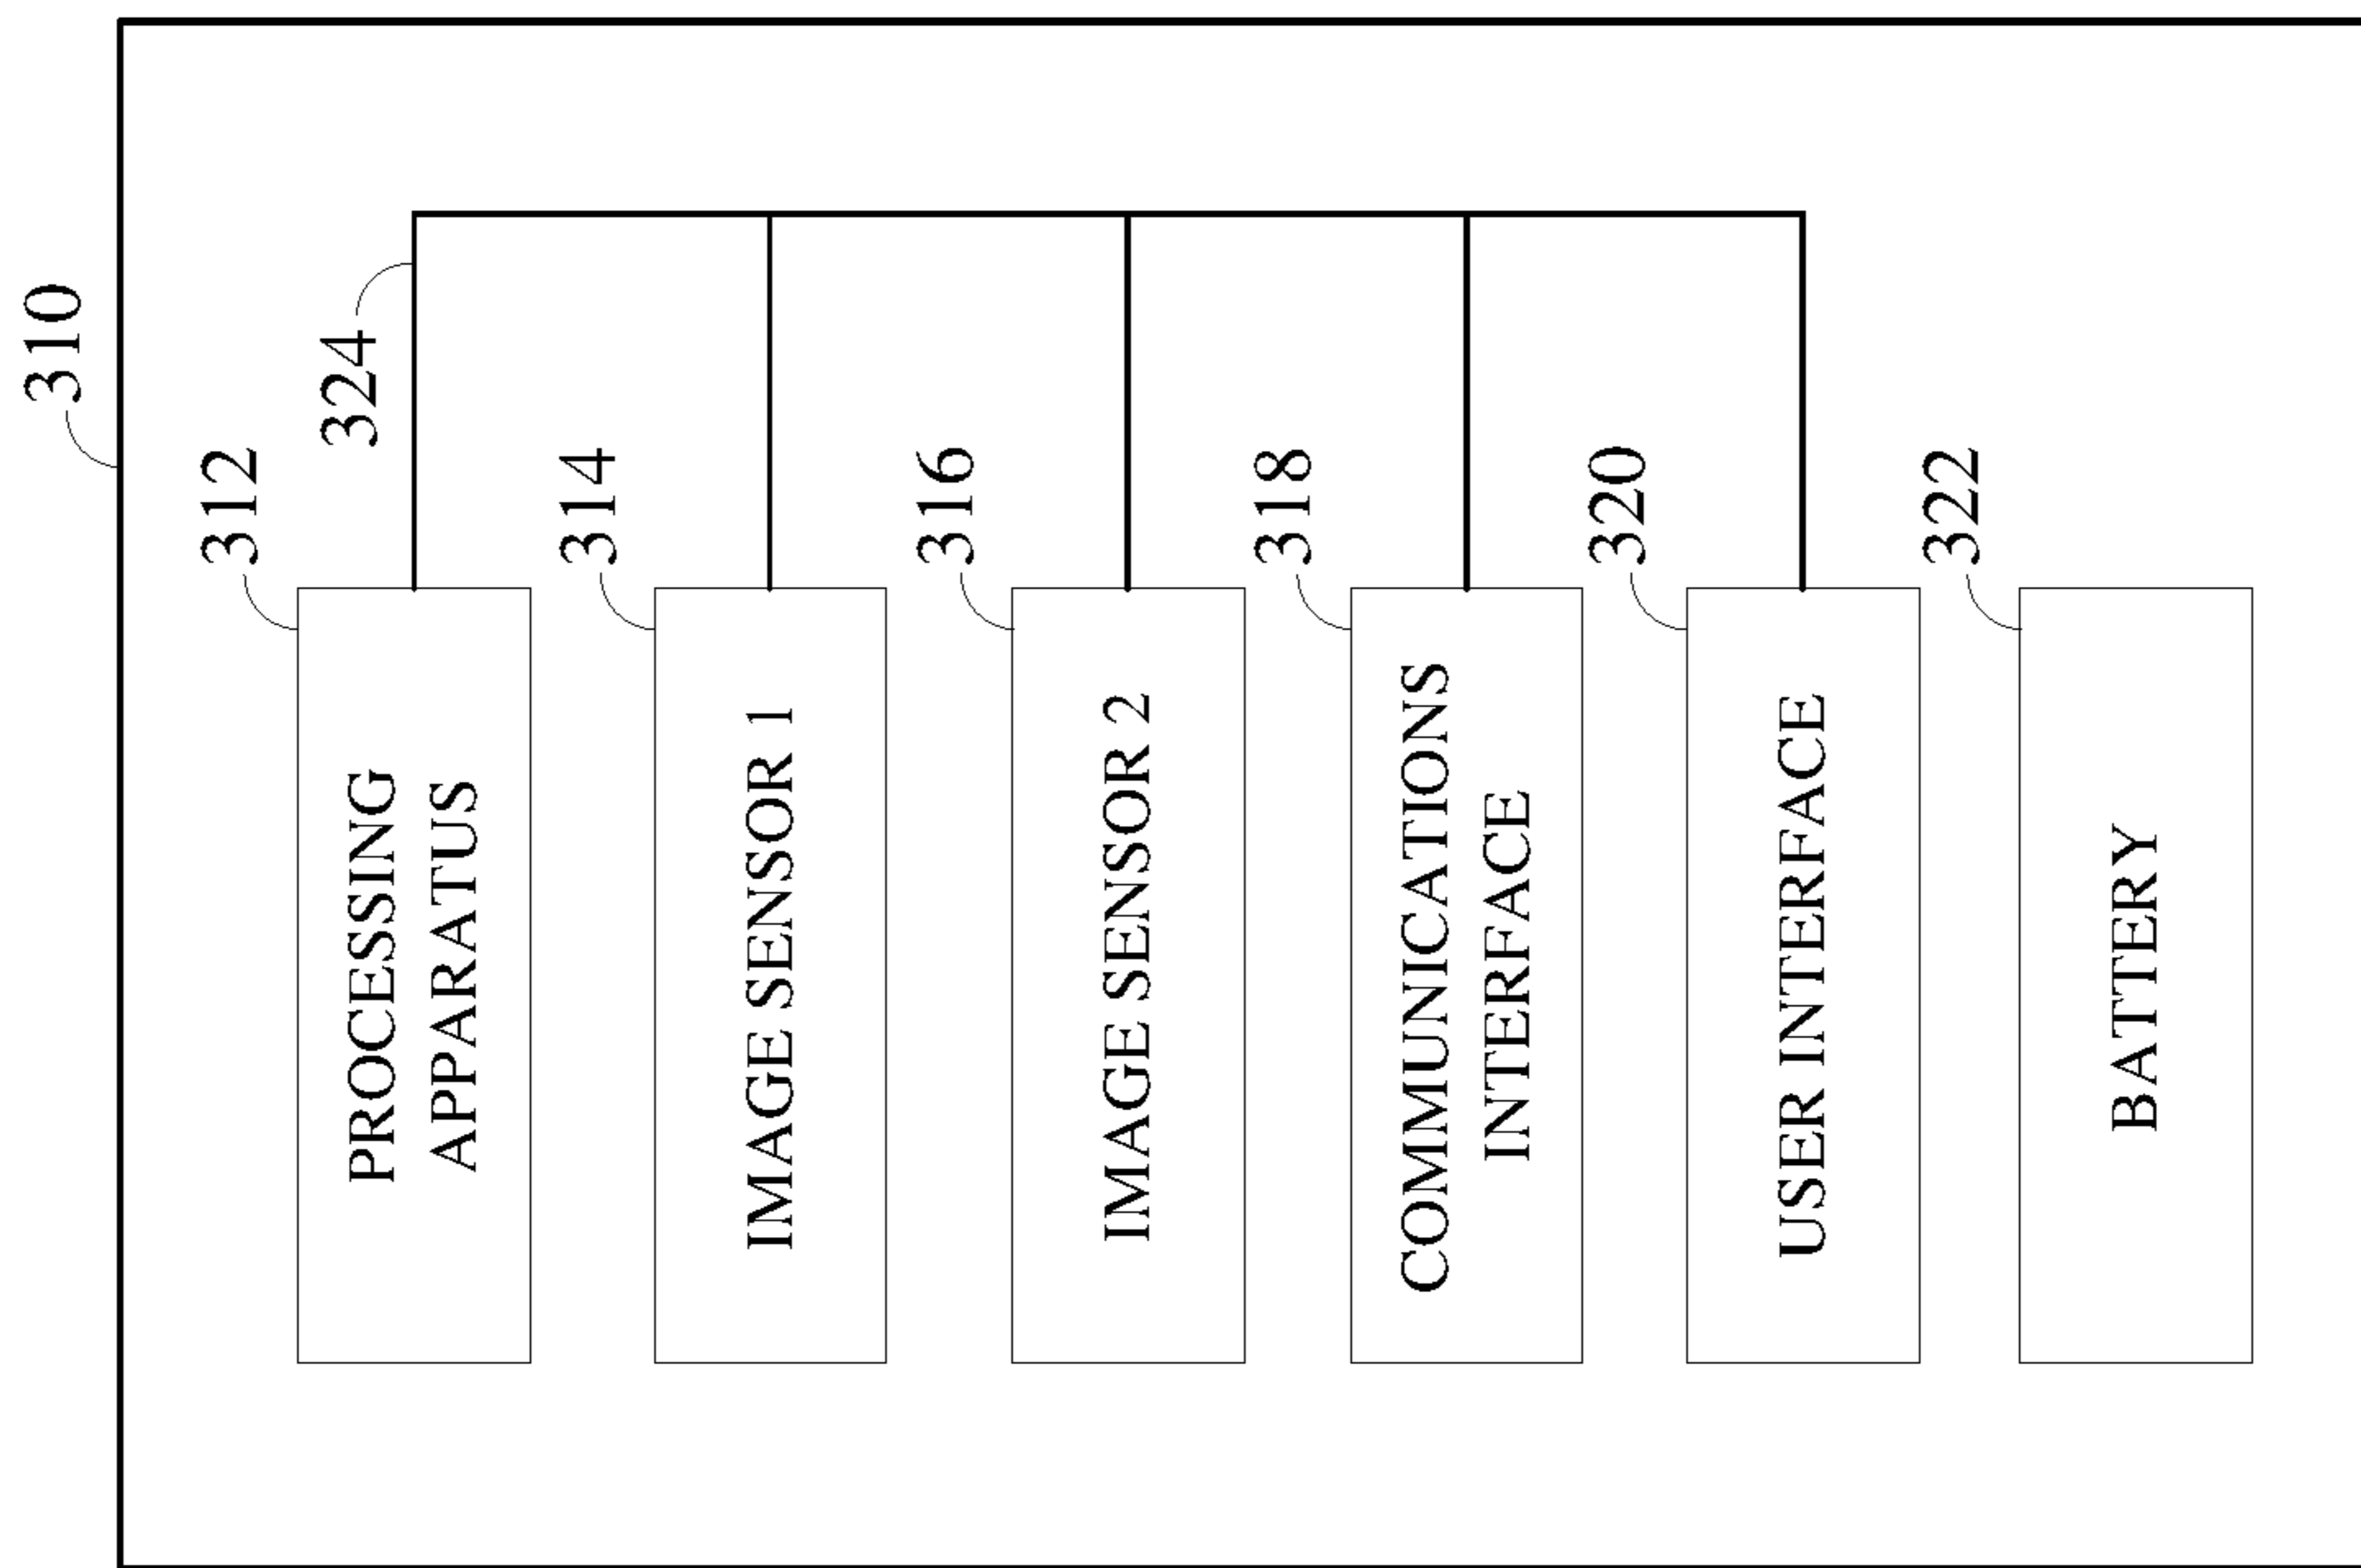 310
312
324
PROCESSING
APPARATUS
314
IMAGE SENSOR 1
316
IMAGE SENSOR 2
318
COMMUNICATIONS
INTERFACE
320
USER INTERFACE
322
BATTERY